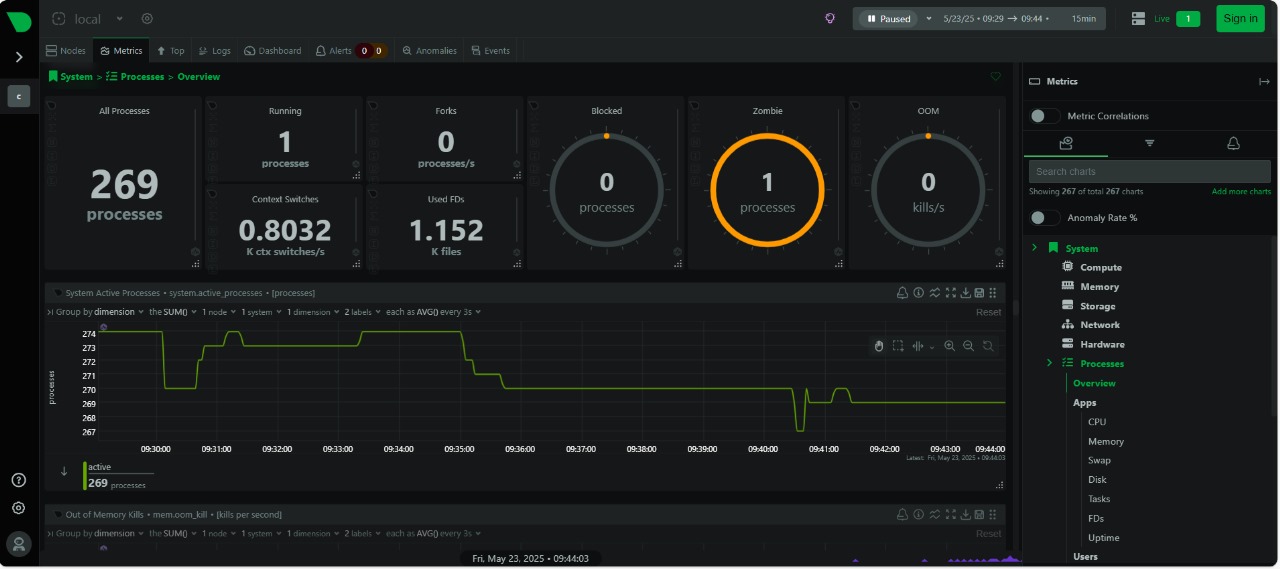 local
Paused 5/23/25 • 09:29 → 09:44 • 15min
Live 1
Sign in
Nodes Metrics Top Logs Dashboard Alerts 0 0 Anomalies Events
c
System > Processes > Overview
All Processes
269
processes
Running
1
processes
Forks
0
processes/s
Context Switches
0.8032
K ctx switches/s
Used FDs
1.152
K files
Blocked
0
processes
Zombie
1
processes
OOM
0
kills/s
System Active Processes • system.active_processes • [processes]
Group by dimension the SUM() 1 node 1 system 1 dimension 2 labels each as AVG() every 3s Reset
processes
274
273
272
271
270
269
268
267
09:30:00 09:31:00 09:32:00 09:33:00 09:34:00 09:35:00 09:36:00 09:37:00 09:38:00 09:39:00 09:40:00 09:41:00 09:42:00 09:43:00 09:44:00
Latest: Fri, May 23, 2025 • 09:44:03
active
269 processes
Out of Memory Kills • mem.oom_kill • [kills per second]
Group by dimension the SUM() 1 node 1 system 1 dimension 2 labels each as AVG() every 3s Reset
Fri, May 23, 2025 • 09:44:03
Metrics
Metric Correlations
Search charts
Showing 267 of total 267 charts Add more charts
Anomaly Rate %
System
Compute
Memory
Storage
Network
Hardware
Processes
Overview
Apps
CPU
Memory
Swap
Disk
Tasks
FDs
Uptime
Users